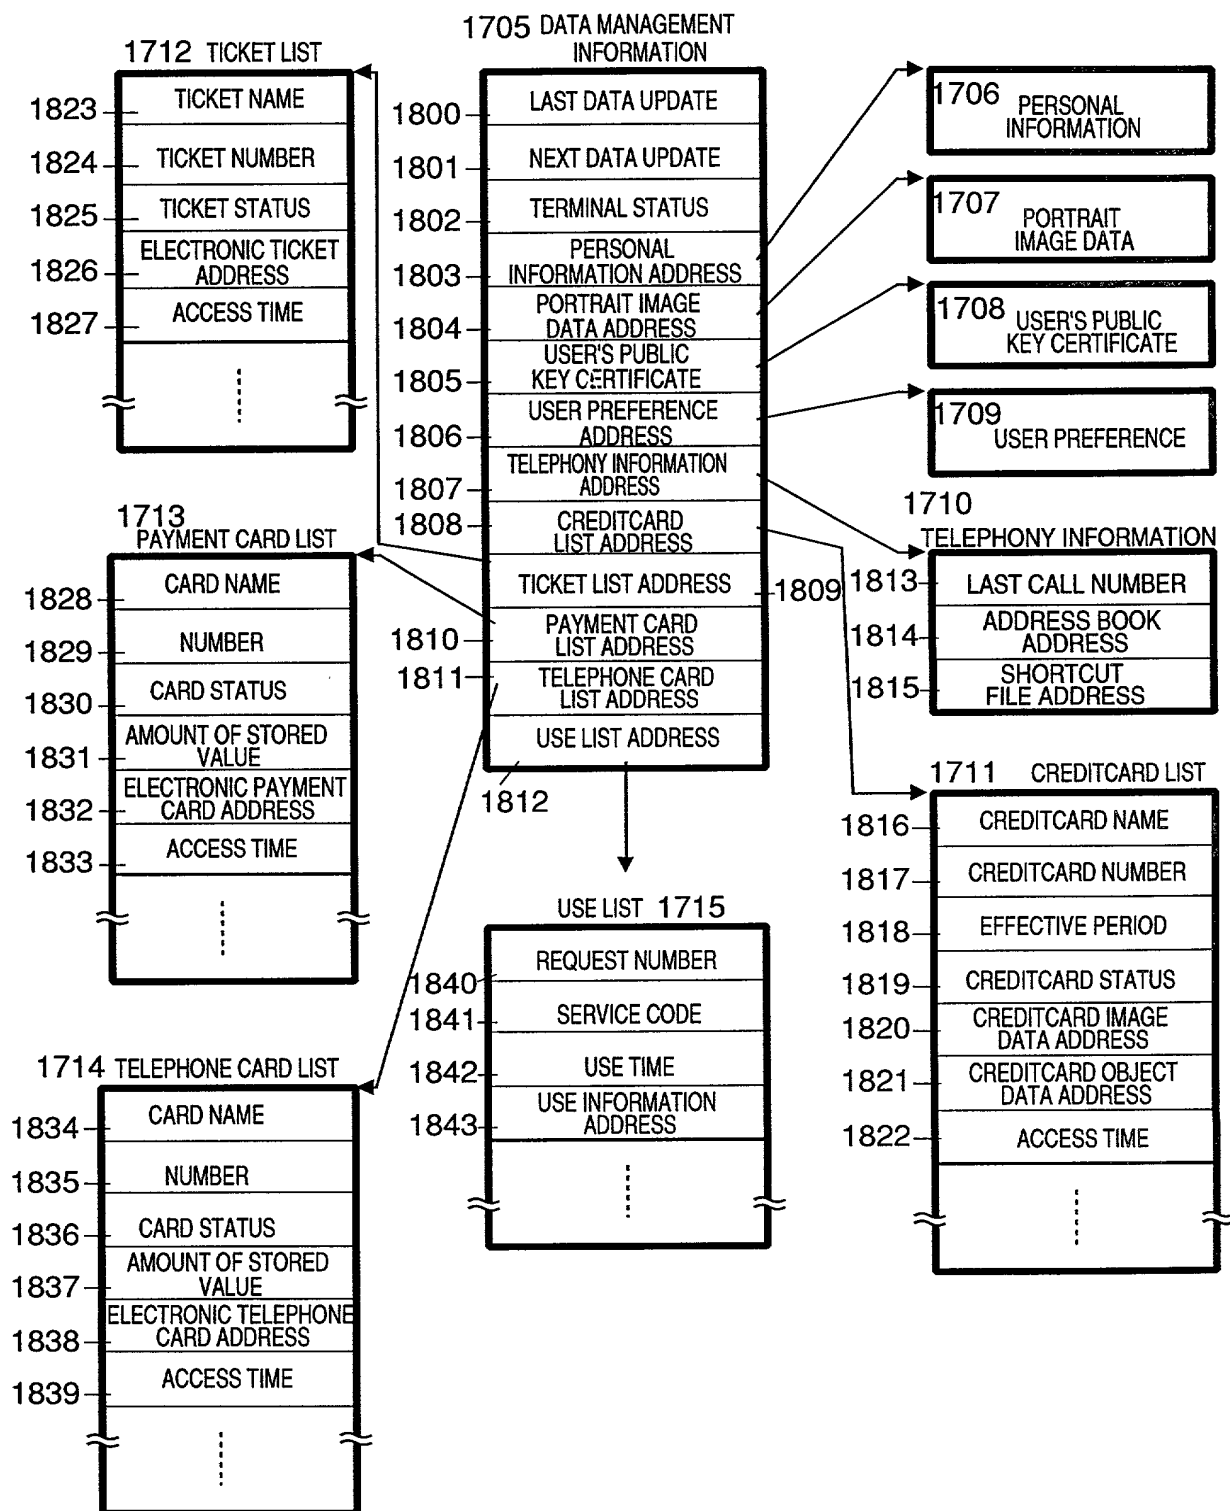 1712 TICKET LIST
1823
TICKET NAME
1824
TICKET NUMBER
1825
TICKET STATUS
1826
ELECTRONIC TICKET
ADDRESS
1827
ACCESS TIME
1713
PAYMENT CARD LIST
1828
CARD NAME
1829
NUMBER
1830
CARD STATUS
1831
AMOUNT OF STORED
VALUE
1832
ELECTRONIC PAYMENT
CARD ADDRESS
1833
ACCESS TIME
1714 TELEPHONE CARD LIST
1834
CARD NAME
1835
NUMBER
1836
CARD STATUS
1837
AMOUNT OF STORED
VALUE
1838
ELECTRONIC TELEPHONE
CARD ADDRESS
1839
ACCESS TIME
1705 DATA MANAGEMENT
INFORMATION
1800
LAST DATA UPDATE
1801
NEXT DATA UPDATE
1802
TERMINAL STATUS
1803
PERSONAL
INFORMATION ADDRESS
1804
PORTRAIT IMAGE
DATA ADDRESS
1805
USER'S PUBLIC
KEY CERTIFICATE
1806
USER PREFERENCE
ADDRESS
1807
TELEPHONY INFORMATION
ADDRESS
1808
CREDITCARD
LIST ADDRESS
TICKET LIST ADDRESS
1809
1810
PAYMENT CARD
LIST ADDRESS
1811
TELEPHONE CARD
LIST ADDRESS
USE LIST ADDRESS
1812
USE LIST 1715
1840
REQUEST NUMBER
1841
SERVICE CODE
1842
USE TIME
1843
USE INFORMATION
ADDRESS
1706
PERSONAL
INFORMATION
1707
PORTRAIT
IMAGE DATA
1708 USER'S PUBLIC
KEY CERTIFICATE
1709
USER PREFERENCE
1710
TELEPHONY INFORMATION
1813
LAST CALL NUMBER
1814
ADDRESS BOOK
ADDRESS
1815
SHORTCUT
FILE ADDRESS
1711 CREDITCARD LIST
1816
CREDITCARD NAME
1817
CREDITCARD NUMBER
1818
EFFECTIVE PERIOD
1819
CREDITCARD STATUS
1820
CREDITCARD IMAGE
DATA ADDRESS
1821
CREDITCARD OBJECT
DATA ADDRESS
1822
ACCESS TIME